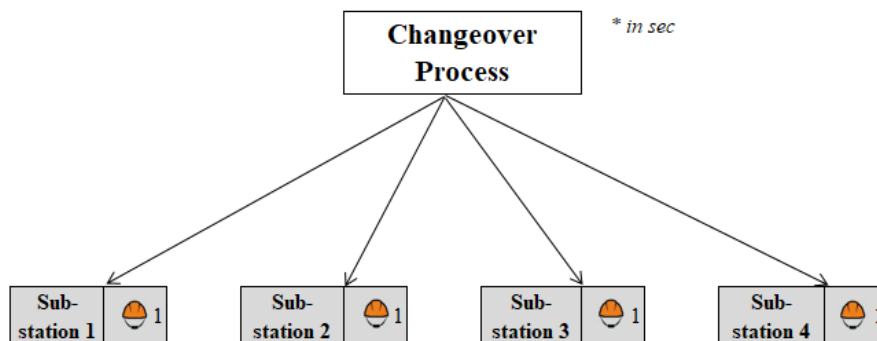 Changeover
Process
* in sec
Sub-
station 1
1
Sub-
station 2
1
Sub-
station 3
1
Sub-
station 4